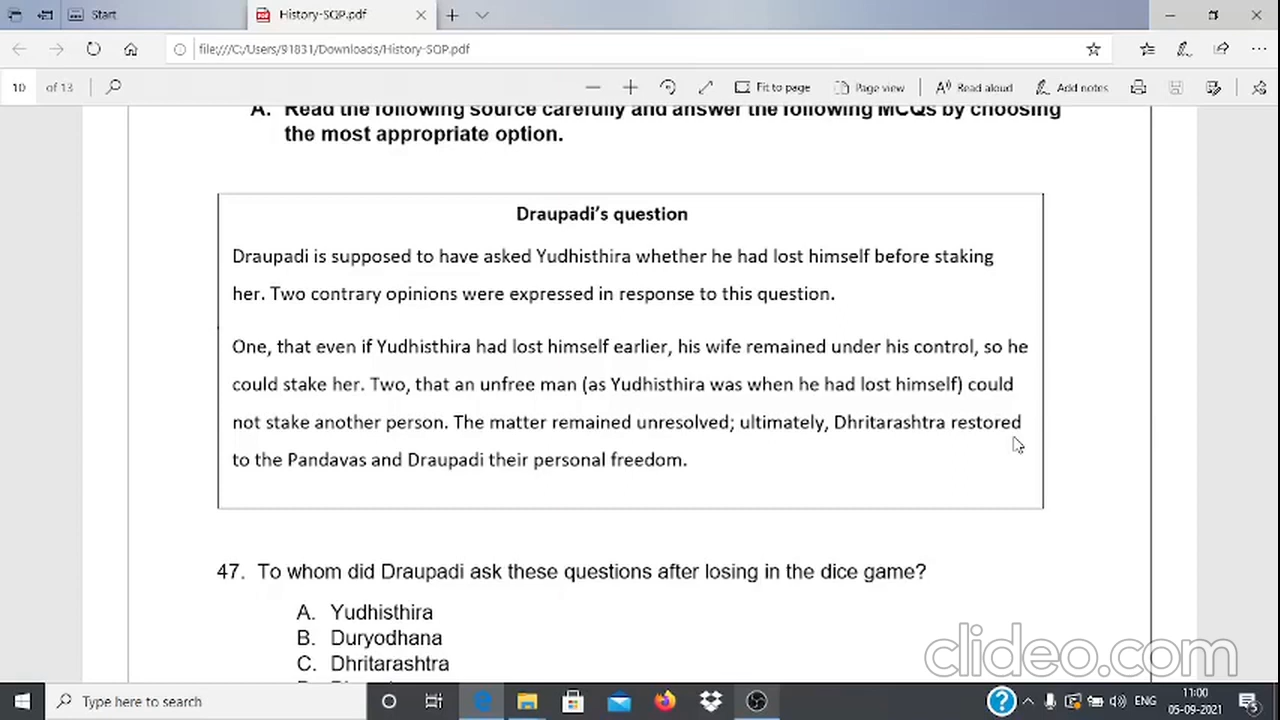 Start
History-SQP.pdf
file:///C:/Users/91831/Downloads/History-SQP.pdf
10 of 13
Fit to page
Page view
Read aloud
Add notes
A. Read the following source carefully and answer the following MCQs by choosing
the most appropriate option.
Draupadi's question
Draupadi is supposed to have asked Yudhisthira whether he had lost himself before staking
her. Two contrary opinions were expressed in response to this question.
One, that even if Yudhisthira had lost himself earlier, his wife remained under his control, so he
could stake her. Two, that an unfree man (as Yudhisthira was when he had lost himself) could
not stake another person. The matter remained unresolved; ultimately, Dhritarashtra restored
to the Pandavas and Draupadi their personal freedom.
47. To whom did Draupadi ask these questions after losing in the dice game?
A. Yudhisthira
B. Duryodhana
C. Dhritarashtra
clideo.com
Type here to search
ENG
11:00
05-09-2021
5